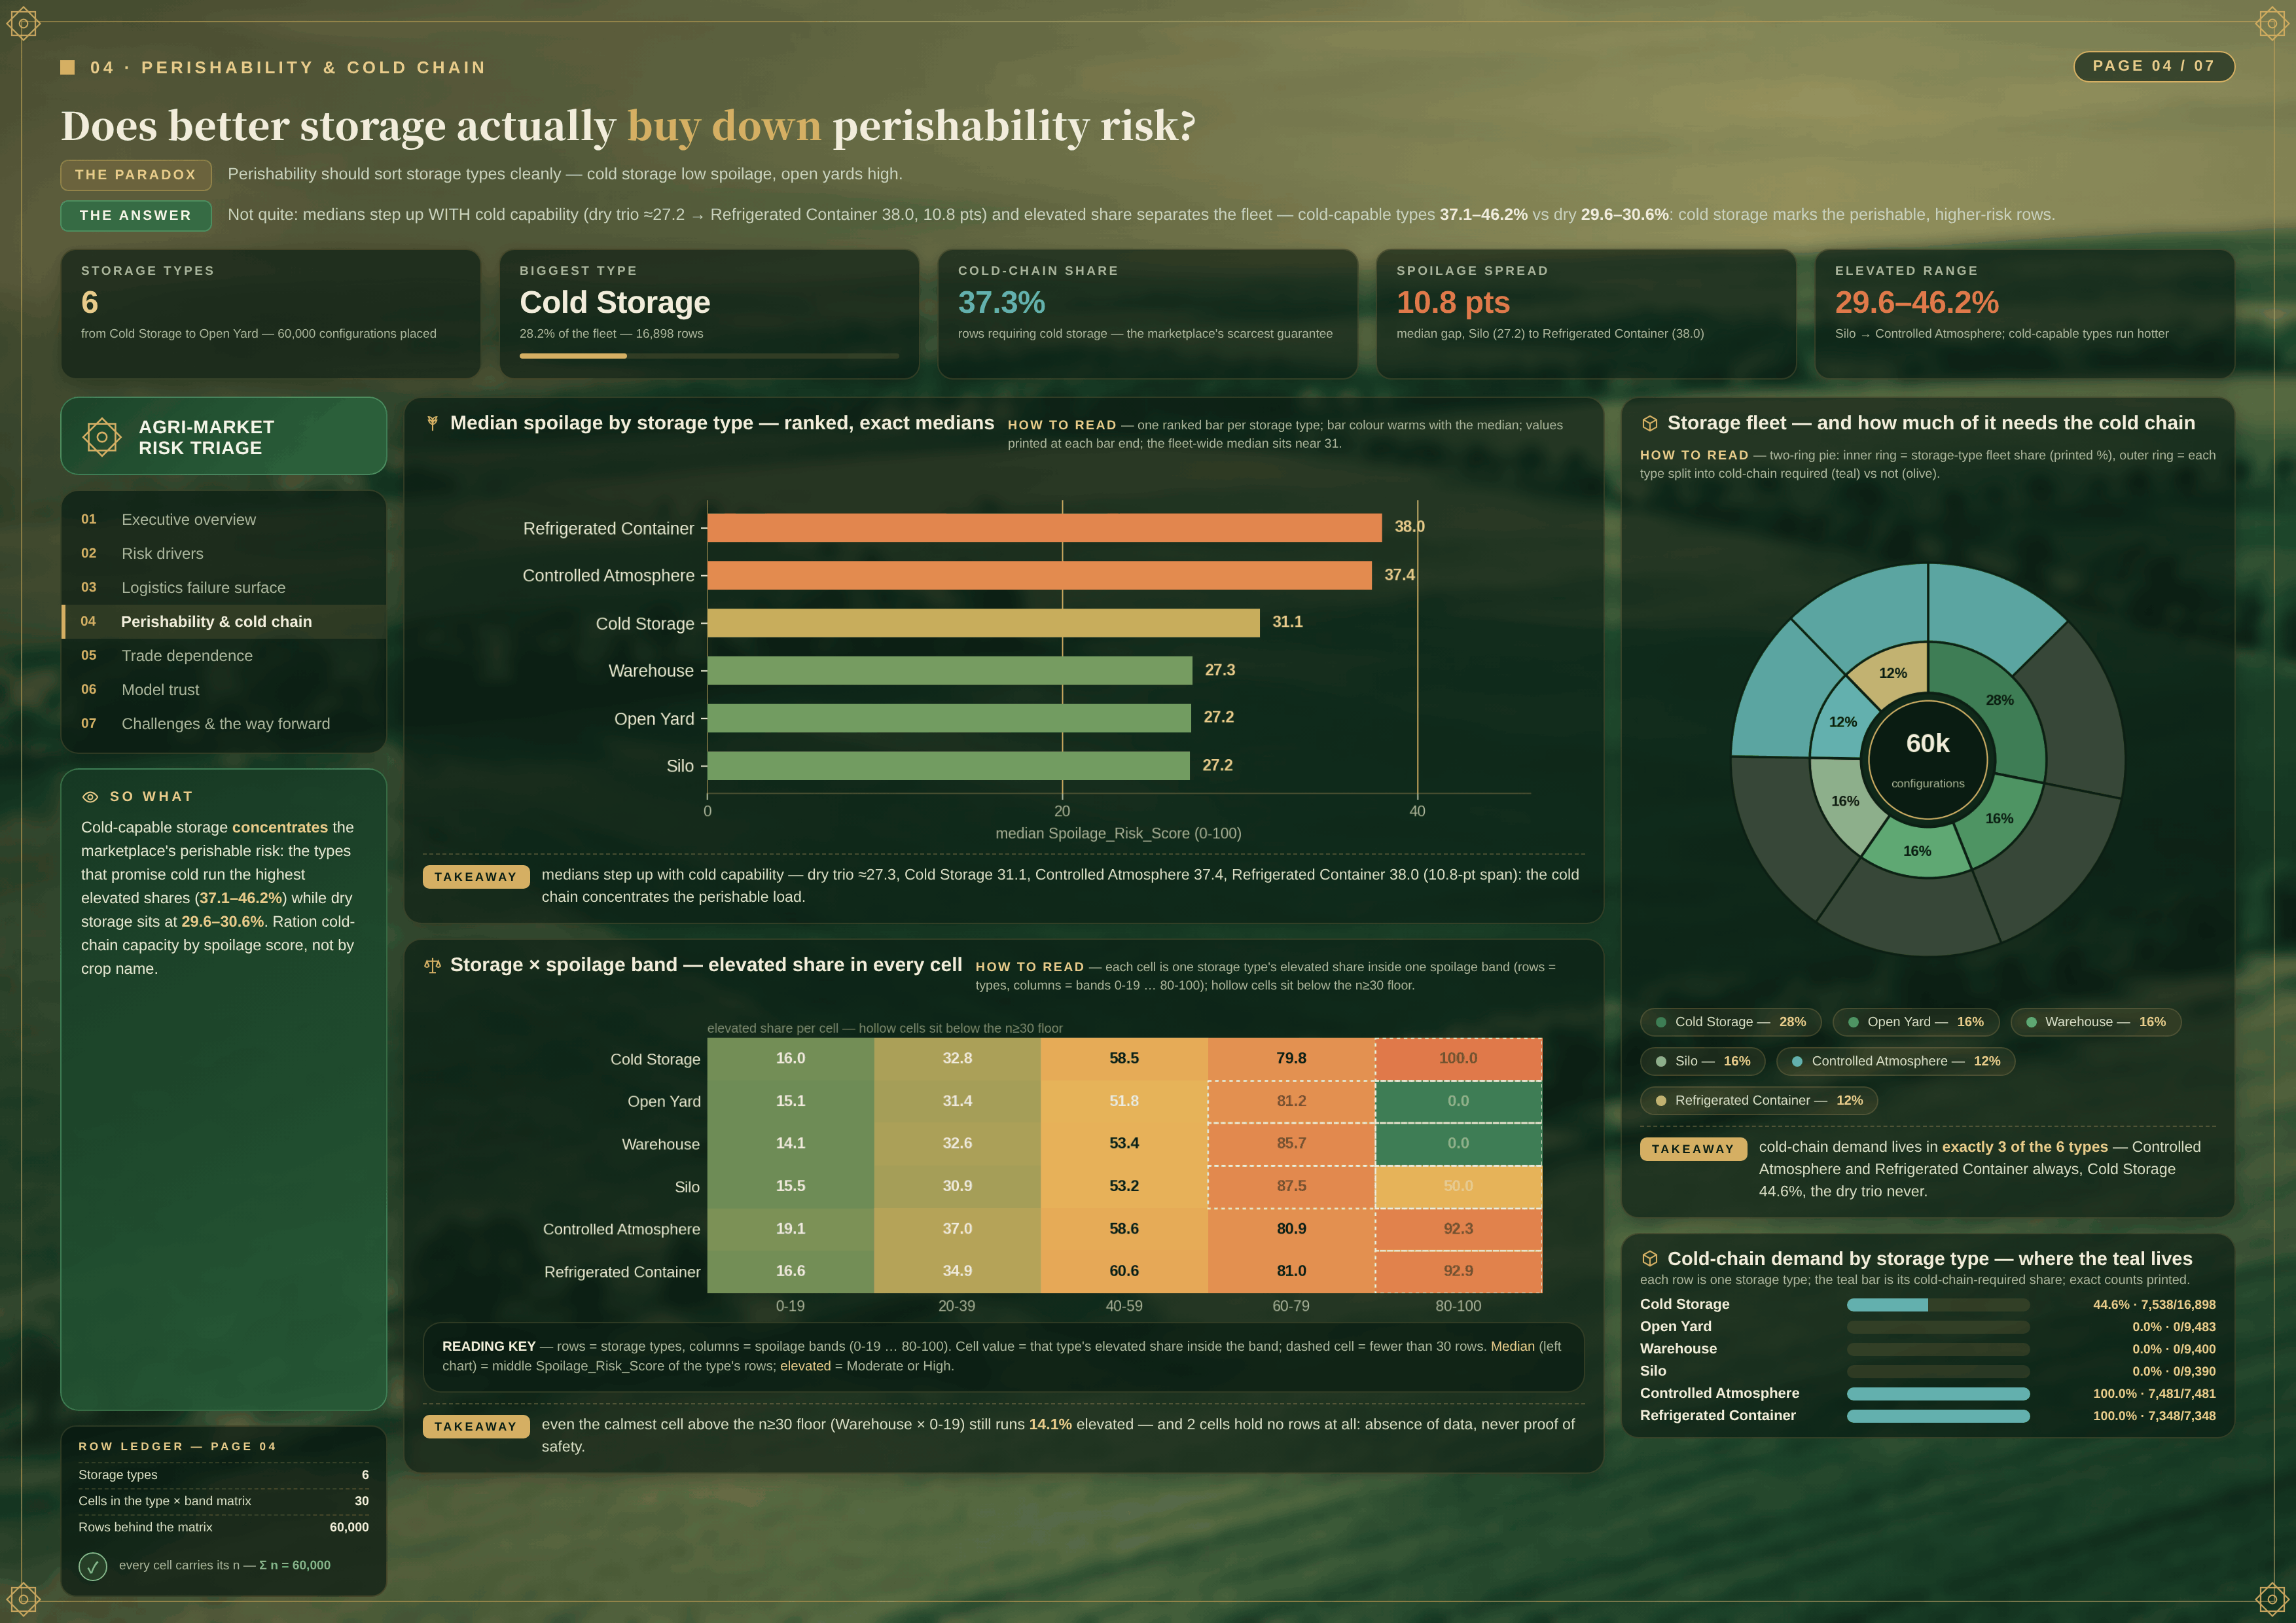 04 · PERISHABILITY & COLD CHAIN
PAGE 04 / 07
Does better storage actually buy down perishability risk?
THE PARADOX
Perishability should sort storage types cleanly — cold storage low spoilage, open yards high.
THE ANSWER
Not quite: medians step up WITH cold capability (dry trio ≈27.2 → Refrigerated Container 38.0, 10.8 pts) and elevated share separates the fleet — cold-capable types 37.1–46.2% vs dry 29.6–30.6%: cold storage marks the perishable, higher-risk rows.
STORAGE TYPES
6
from Cold Storage to Open Yard — 60,000 configurations placed
BIGGEST TYPE
Cold Storage
28.2% of the fleet — 16,898 rows
COLD-CHAIN SHARE
37.3%
rows requiring cold storage — the marketplace's scarcest guarantee
SPOILAGE SPREAD
10.8 pts
median gap, Silo (27.2) to Refrigerated Container (38.0)
ELEVATED RANGE
29.6–46.2%
Silo → Controlled Atmosphere; cold-capable types run hotter
AGRI-MARKET
RISK TRIAGE
01 Executive overview
02 Risk drivers
03 Logistics failure surface
04 Perishability & cold chain
05 Trade dependence
06 Model trust
07 Challenges & the way forward
SO WHAT
Cold-capable storage concentrates the
marketplace's perishable risk: the types
that promise cold run the highest
elevated shares (37.1–46.2%) while dry
storage sits at 29.6–30.6%. Ration cold-
chain capacity by spoilage score, not by
crop name.
ROW LEDGER — PAGE 04
Storage types 6
Cells in the type × band matrix 30
Rows behind the matrix 60,000
✓ every cell carries its n — Σ n = 60,000
Median spoilage by storage type — ranked, exact medians
HOW TO READ — one ranked bar per storage type; bar colour warms with the median; values
printed at each bar end; the fleet-wide median sits near 31.
Refrigerated Container 38.0
Controlled Atmosphere 37.4
Cold Storage 31.1
Warehouse 27.3
Open Yard 27.2
Silo 27.2
0 20 40
median Spoilage_Risk_Score (0-100)
TAKEAWAY
medians step up with cold capability — dry trio ≈27.3, Cold Storage 31.1, Controlled Atmosphere 37.4, Refrigerated Container 38.0 (10.8-pt span): the cold
chain concentrates the perishable load.
Storage × spoilage band — elevated share in every cell
HOW TO READ — each cell is one storage type's elevated share inside one spoilage band (rows =
types, columns = bands 0-19 … 80-100); hollow cells sit below the n≥30 floor.
elevated share per cell — hollow cells sit below the n≥30 floor
Cold Storage 16.0 32.8 58.5 79.8 100.0
Open Yard 15.1 31.4 51.8 81.2 0.0
Warehouse 14.1 32.6 53.4 85.7 0.0
Silo 15.5 30.9 53.2 87.5 50.0
Controlled Atmosphere 19.1 37.0 58.6 80.9 92.3
Refrigerated Container 16.6 34.9 60.6 81.0 92.9
0-19 20-39 40-59 60-79 80-100
READING KEY — rows = storage types, columns = spoilage bands (0-19 … 80-100). Cell value = that type's elevated share inside the band; dashed cell = fewer than 30 rows. Median (left
chart) = middle Spoilage_Risk_Score of the type's rows; elevated = Moderate or High.
TAKEAWAY
even the calmest cell above the n≥30 floor (Warehouse × 0-19) still runs 14.1% elevated — and 2 cells hold no rows at all: absence of data, never proof of
safety.
Storage fleet — and how much of it needs the cold chain
HOW TO READ — two-ring pie: inner ring = storage-type fleet share (printed %), outer ring = each
type split into cold-chain required (teal) vs not (olive).
12%
28%
12%
60k
configurations
16%
16%
16%
Cold Storage — 28%
Open Yard — 16%
Warehouse — 16%
Silo — 16%
Controlled Atmosphere — 12%
Refrigerated Container — 12%
TAKEAWAY
cold-chain demand lives in exactly 3 of the 6 types — Controlled
Atmosphere and Refrigerated Container always, Cold Storage
44.6%, the dry trio never.
Cold-chain demand by storage type — where the teal lives
each row is one storage type; the teal bar is its cold-chain-required share; exact counts printed.
Cold Storage 44.6% · 7,538/16,898
Open Yard 0.0% · 0/9,483
Warehouse 0.0% · 0/9,400
Silo 0.0% · 0/9,390
Controlled Atmosphere 100.0% · 7,481/7,481
Refrigerated Container 100.0% · 7,348/7,348